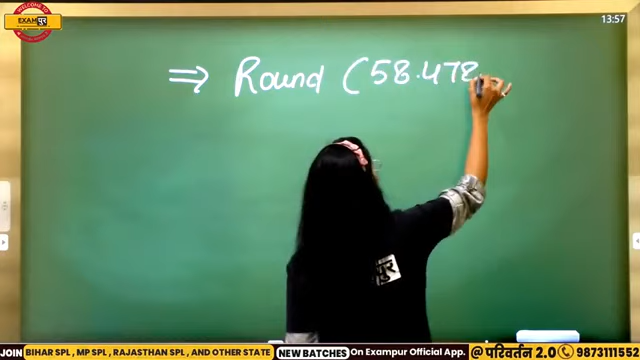 EXAM पुर
13:57
⇒ Round (58.478
JOIN BIHAR SPL , MP SPL , RAJASTHAN SPL , AND OTHER STATE NEW BATCHES On Exampur Official App. @ परिवर्तन 2.0 9873111552